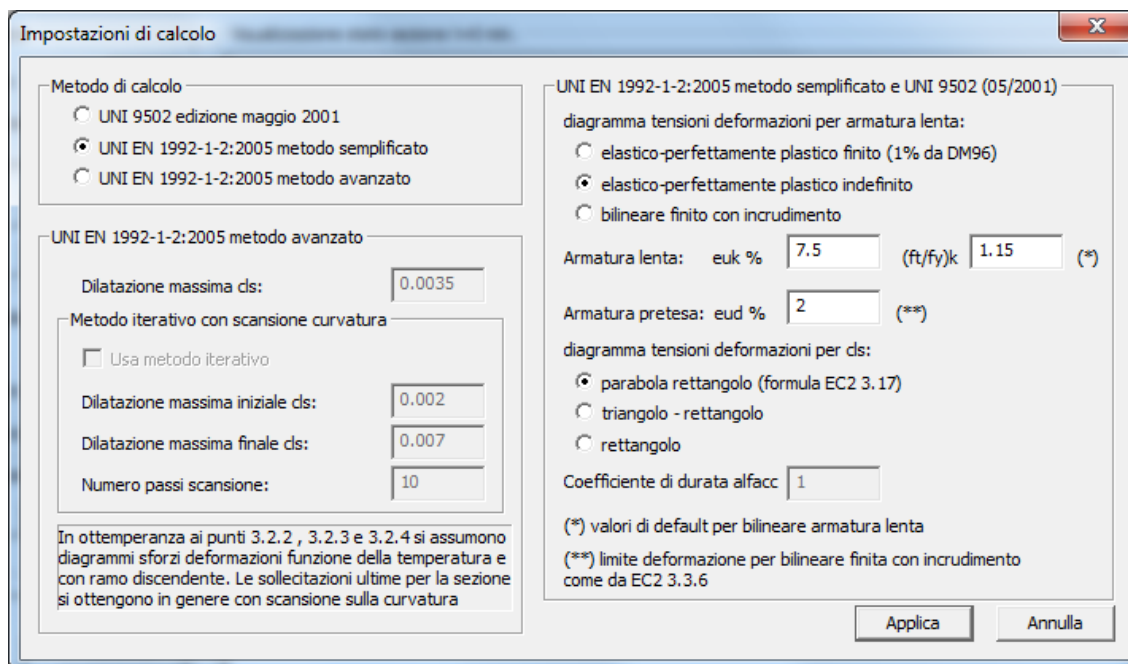 Impostazioni di calcolo
Metodo di calcolo
UNI 9502 edizione maggio 2001
UNI EN 1992-1-2:2005 metodo semplificato
UNI EN 1992-1-2:2005 metodo avanzato
UNI EN 1992-1-2:2005 metodo avanzato
Dilatazione massima cls: 0.0035
Metodo iterativo con scansione curvatura
Usa metodo iterativo
Dilatazione massima iniziale cls: 0.002
Dilatazione massima finale cls: 0.007
Numero passi scansione: 10
In ottemperanza ai punti 3.2.2 , 3.2.3 e 3.2.4 si assumono
diagrammi sforzi deformazioni funzione della temperatura e
con ramo discendente. Le sollecitazioni ultime per la sezione
si ottengono in genere con scansione sulla curvatura
UNI EN 1992-1-2:2005 metodo semplificato e UNI 9502 (05/2001)
diagramma tensioni deformazioni per armatura lenta:
elastico-perfettamente plastico finito (1% da DM96)
elastico-perfettamente plastico indefinito
bilineare finito con incrudimento
Armatura lenta: euk % 7.5 (ft/fy)k 1.15 (*)
Armatura pretesa: eud % 2 (**)
diagramma tensioni deformazioni per cls:
parabola rettangolo (formula EC2 3.17)
triangolo - rettangolo
rettangolo
Coefficiente di durata alfacc 1
(*) valori di default per bilineare armatura lenta
(**) limite deformazione per bilineare finita con incrudimento
come da EC2 3.3.6
Applica Annulla